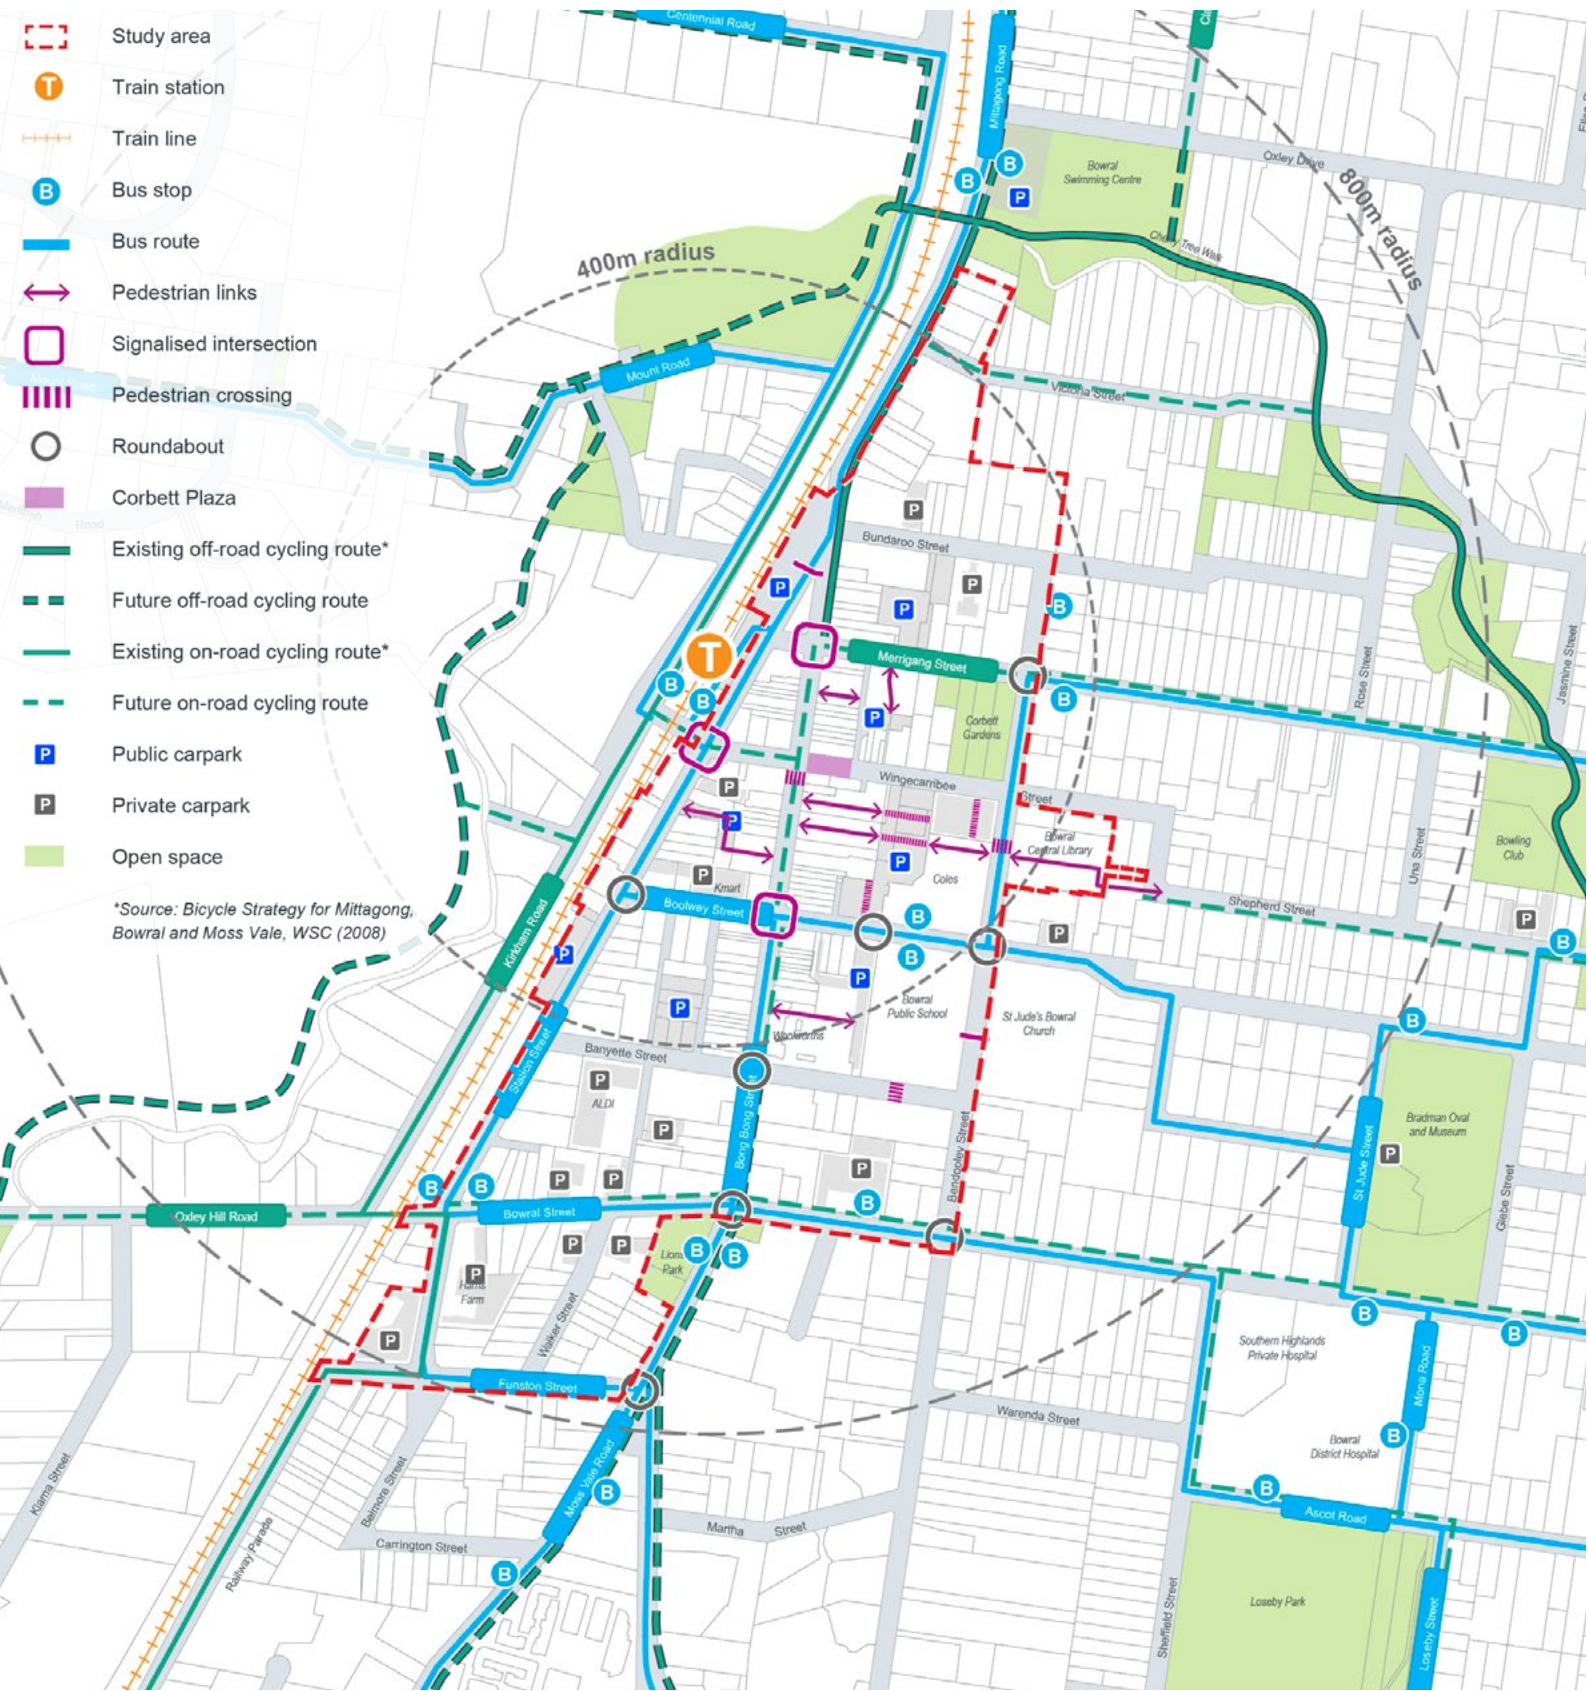 Study area
Train station
Train line
Bus stop
Bus route
Pedestrian links
Signalised intersection
Pedestrian crossing
Roundabout
Corbett Plaza
Existing off-road cycling route*
Future off-road cycling route
Existing on-road cycling route*
Future on-road cycling route
Public carpark
Private carpark
Open space
*Source: Bicycle Strategy for Mittagong,
Bowral and Moss Vale, WSC (2008)
Centennial Road
Mittagong Road
Oxley Drive
Bowral
Swimming Centre
800m radius
Cherry Tree Walk
400m radius
Mount Road
Victoria Street
Road
Bundaroo Street
Merrigang Street
Rose Street
Jasmine Street
Corbett
Gardens
Wingecarribee
Street
Bowral
Central Library
Una Street
Bowling
Club
Coles
Kmart
Boolwey Street
Shepherd Street
Kirkham Road
Bowral
Public School
St Jude's Bowral
Church
Woolworths
Banyette Street
Station Street
ALDI
Bong Bong Street
Bendooley Street
Bradman Oval
and Museum
St Jude Street
Glebe Street
Oxley Hill Road
Bowral Street
Lions
Park
Harris
Farm
Walker Street
Southern Highlands
Private Hospital
Mona Road
Funston Street
Warenda Street
Bowral
District Hospital
Kiama Street
Belmore Street
Moss Vale Road
Railway Parade
Carrington Street
Martha Street
Ascot Road
Sheffield Street
Loseby Park
Loseby Street